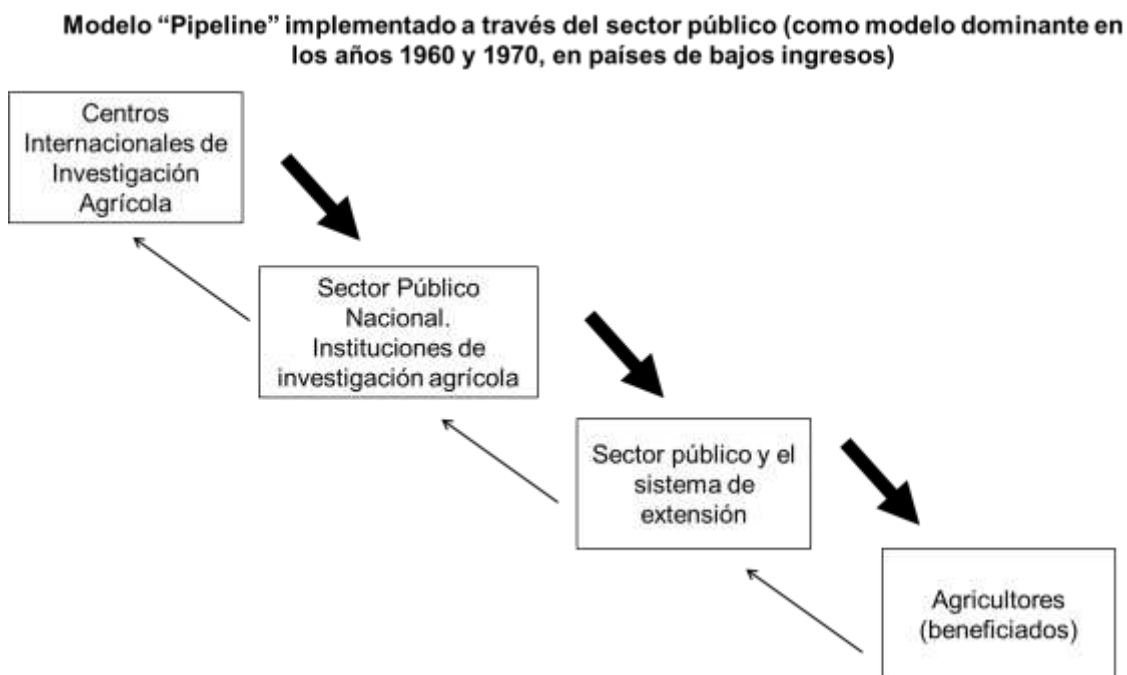 Modelo “Pipeline” implementado a través del sector público (como modelo dominante en
los años 1960 y 1970, en países de bajos ingresos)
Centros
Internacionales de
Investigación
Agrícola
Sector Público
Nacional.
Instituciones de
investigación agrícola
Sector público y el
sistema de
extensión
Agricultores
(beneficiados)